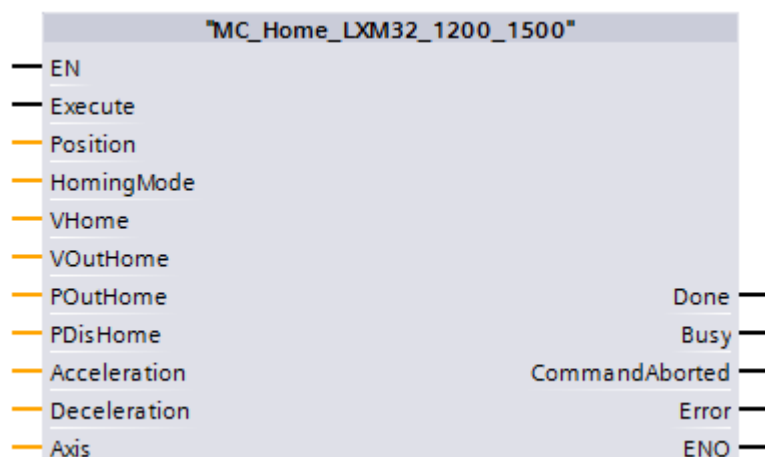 "MC_Home_LXM32_1200_1500"
EN
Execute
Position
HomingMode
VHome
VOutHome
POutHome Done
PDisHome Busy
Acceleration CommandAborted
Deceleration Error
Axis ENO